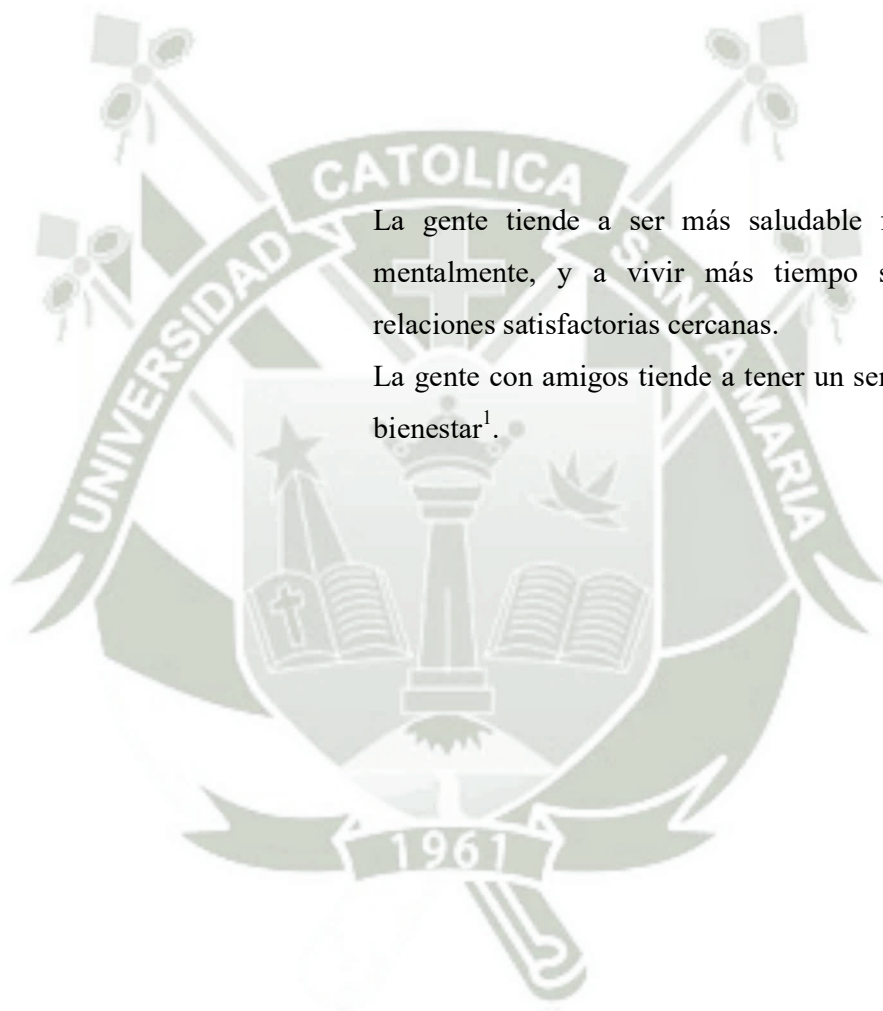 UNIVERSIDAD CATOLICA SANTA MARIA
La gente tiende a ser más saludable
mentalmente, y a vivir más tiempo
relaciones satisfactorias cercanas.
La gente con amigos tiende a tener un
bienestar¹.
1961